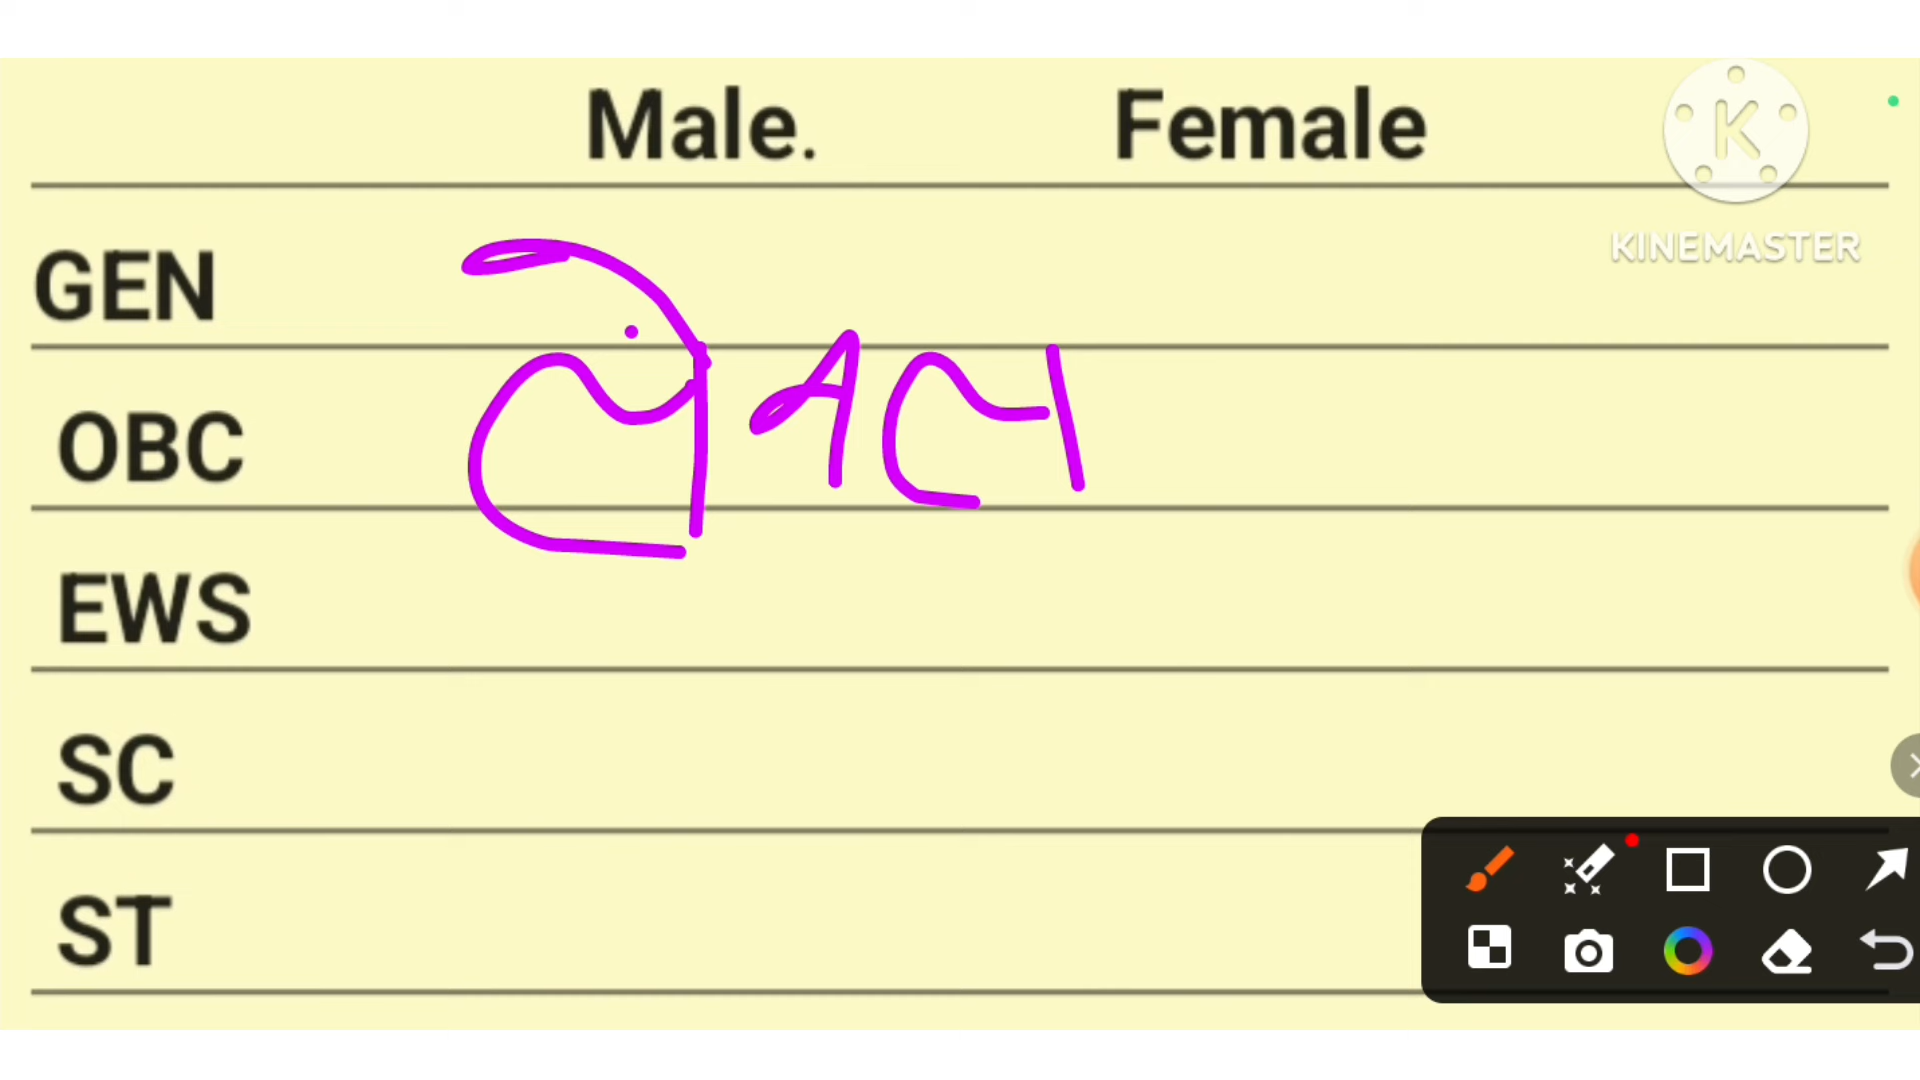 Male. Female
GEN
लेवल
OBC
EWS
SC
ST
K
KINEMASTER